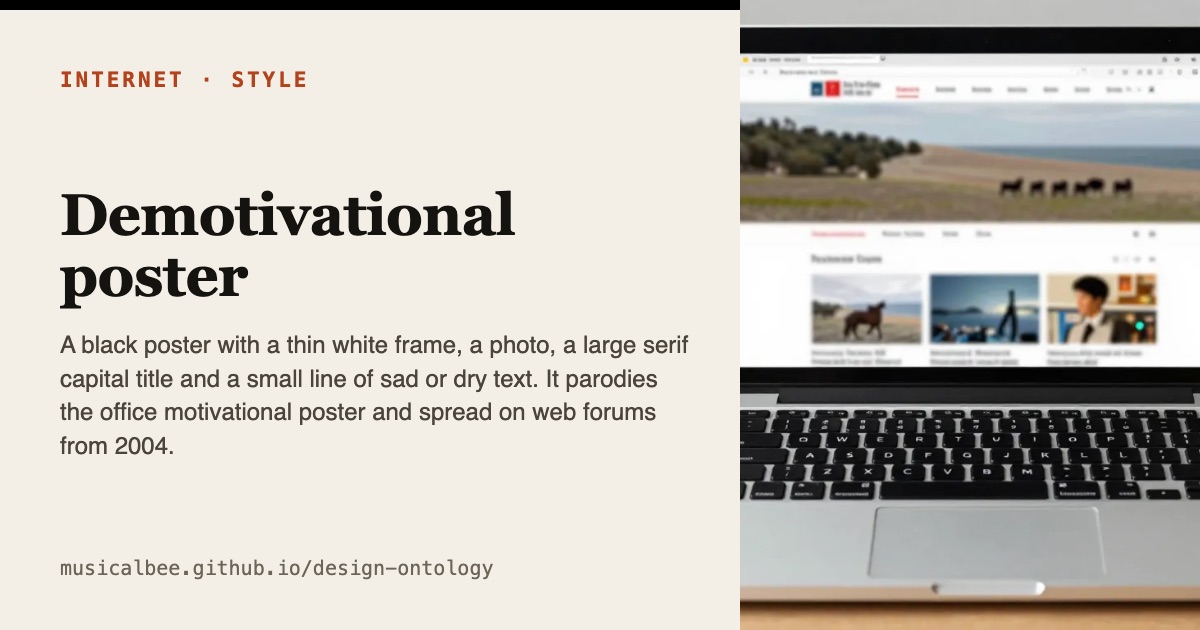 INTERNET · STYLE
Demotivational
poster
A black poster with a thin white frame, a photo, a large serif
capital title and a small line of sad or dry text. It parodies
the office motivational poster and spread on web forums
from 2004.
musicalbee.github.io/design-ontology
Q W E R T U I O P
A S D F G H J K L
Z X C V B M